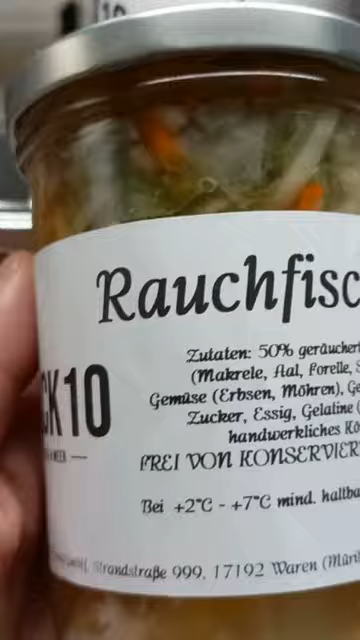 Rauchfisc
Zutaten: 50% geräuchert
(Makrele, Aal, Forelle, S
Gemüse (Erbsen, Möhren), Ge
Zucker, Essig, Gelatine (
handwerkliches Kö
FREI VON KONSERVIER
CK10
Bei +2°C - +7°C mind. haltba
Strandstraße 999, 17192 Waren (Müri